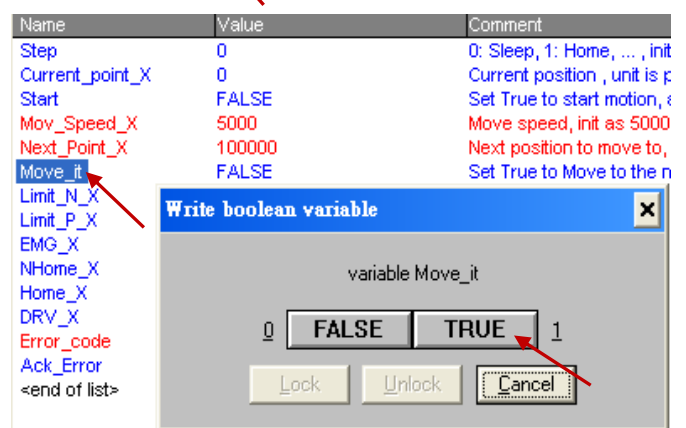 Name Value Comment
Step 0 0: Sleep, 1: Home, ... , init
Current_point_X 0 Current position , unit is p
Start FALSE Set True to start motion, a
Mov_Speed_X 5000 Move speed, init as 5000
Next_Point_X 100000 Next position to move to,
Move_it FALSE Set True to Move to the n
Limit_N_X
Limit_P_X
EMG_X
NHome_X
Home_X
DRV_X
Error_code
Ack_Error
<end of list>
Write boolean variable
variable Move_it
0 FALSE TRUE 1
Lock Unlock Cancel